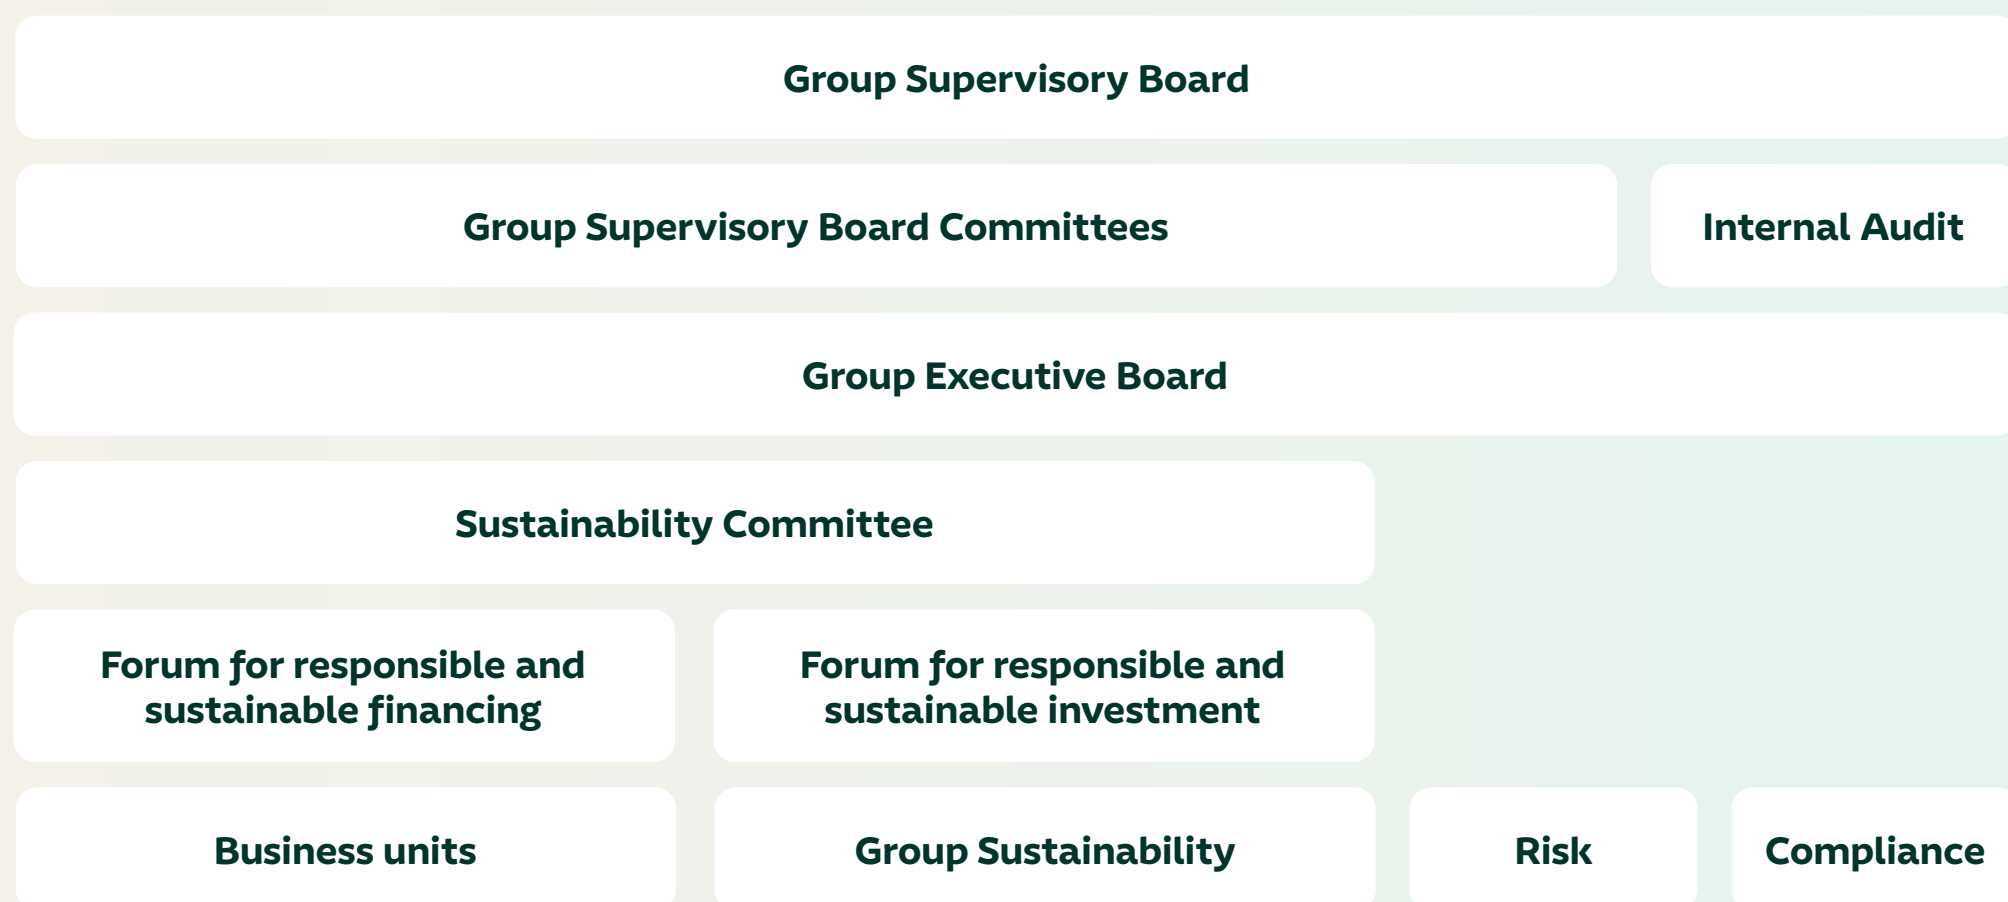 Group Supervisory Board
Group Supervisory Board Committees
Internal Audit
Group Executive Board
Sustainability Committee
Forum for responsible and
sustainable financing
Forum for responsible and
sustainable investment
Business units
Group Sustainability
Risk
Compliance